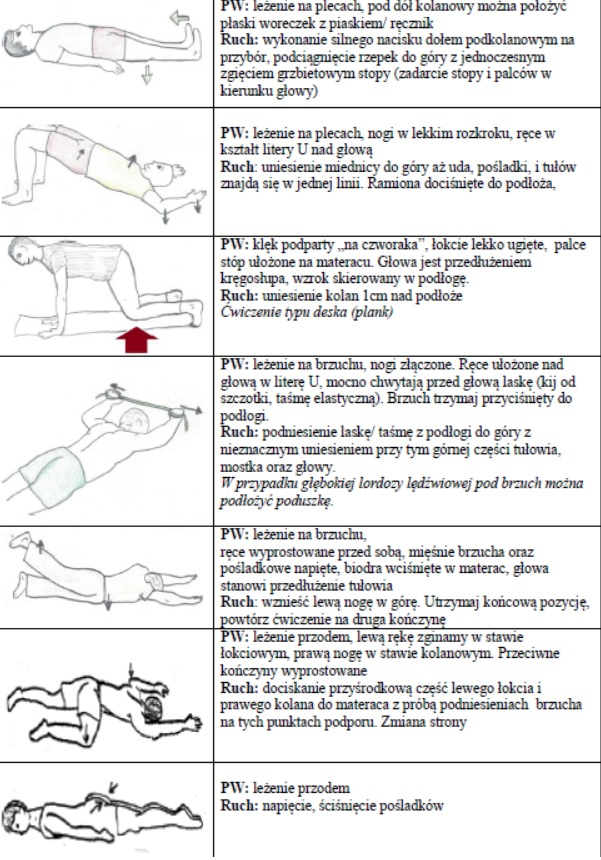 PW: leżenie na plecach, pod dół kolanowy można położyć
płaski woreczek z piaskiem/ ręcznik
Ruch: wykonanie silnego nacisku dołem podkolanowym na
przybór, podciągnięcie rzepek do góry z jednoczesnym
zgięciem grzbietowym stopy (zadarcie stopy i palców w
kierunku głowy)
PW: leżenie na plecach, nogi w lekkim rozkroku, ręce w
kształt litery U nad głową
Ruch: uniesienie miednicy do góry aż uda, pośladki, i tułów
znajdą się w jednej linii. Ramiona dociśnięte do podłoża,
PW: klęk podparty „na czworaka”, łokcie lekko ugięte, palce
stóp ułożone na materacu. Głowa jest przedłużeniem
kręgosłupa, wzrok skierowany w podłogę.
Ruch: uniesienie kolan 1cm nad podłoże
Ćwiczenie typu deska (plank)
PW: leżenie na brzuchu, nogi złączone. Ręce ułożone nad
głową w literę U, mocno chwytają przed głową laskę (kij od
szczotki, taśmę elastyczną). Brzuch trzymaj przyciśnięty do
podłogi.
Ruch: podniesienie laskę/ taśmę z podłogi do góry z
nieznacznym uniesieniem przy tym górnej części tułowia,
mostka oraz głowy.
W przypadku głębokiej lordozy lędźwiowej pod brzuch można
podłożyć poduszkę.
PW: leżenie na brzuchu,
ręce wyprostowane przed sobą, mięśnie brzucha oraz
pośladkowe napięte, biodra wciśnięte w materac, głowa
stanowi przedłużenie tułowia
Ruch: wznieść lewą nogę w górę. Utrzymaj końcową pozycję,
powtórz ćwiczenie na druga kończynę
PW: leżenie przodem, lewą rękę zginamy w stawie
łokciowym, prawą nogę w stawie kolanowym. Przeciwne
kończyny wyprostowane
Ruch: dociskanie przyśrodkową część lewego łokcia i
prawego kolana do materaca z próbą podniesieniach brzucha
na tych punktach podporu. Zmiana strony
PW: leżenie przodem
Ruch: napięcie, ściśnięcie pośladków